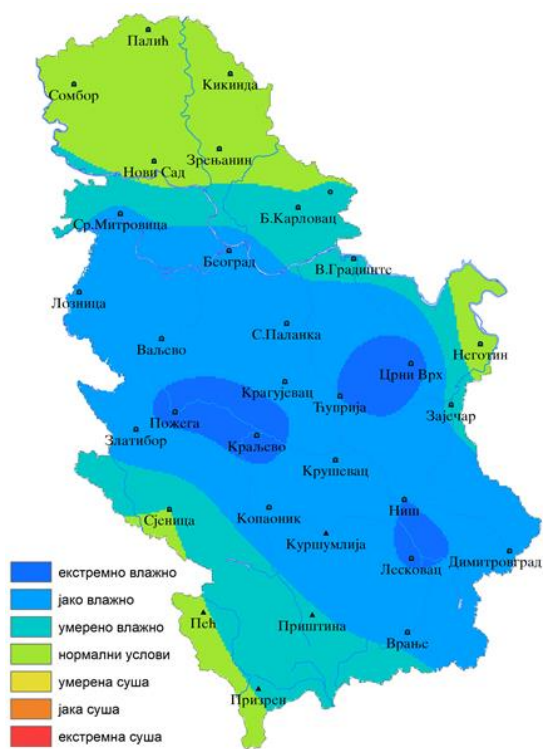 Палић
Кикинда
Сомбор
Зрењанин
Нови Сад
Б.Карловац
Ср.Митровица
Београд
В.Градиште
Лозница
С.Паланка
Ваљево
Неготин
Црни Врх
Крагујевац
Ћуприја
Зајечар
Пожега
Златибор
Краљево
Крушевац
Ниш
Сјеница
Копаоник
Куршумлија
Лесковац
Димитровград
Пећ
Приштина
Врање
Призрен
екстремно влажно
јако влажно
умерено влажно
нормални услови
умерена суша
јака суша
екстремна суша